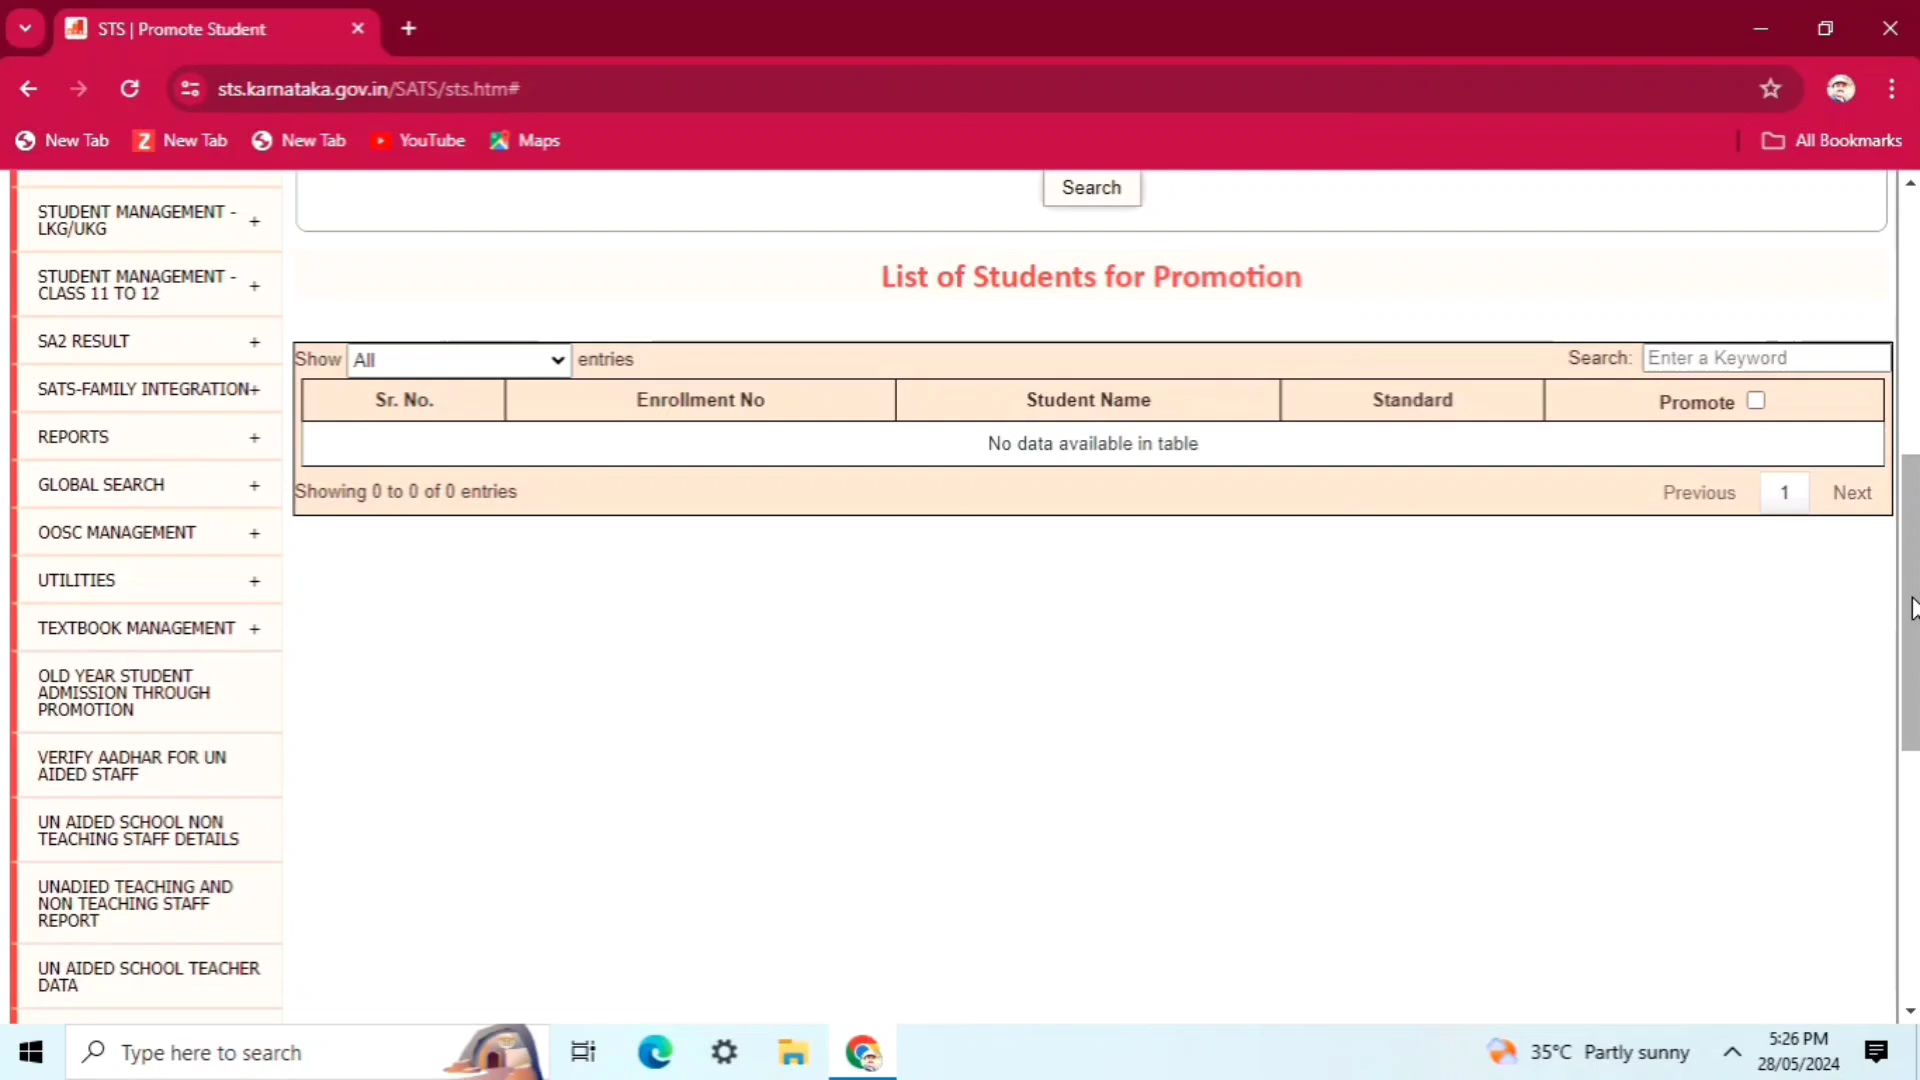 STS | Promote Student
sts.karnataka.gov.in/SATS/sts.htm#
New Tab
New Tab
New Tab
YouTube
Maps
All Bookmarks
STUDENT MANAGEMENT -
LKG/UKG +
STUDENT MANAGEMENT -
CLASS 11 TO 12 +
SA2 RESULT +
SATS-FAMILY INTEGRATION+
REPORTS +
GLOBAL SEARCH +
OOSC MANAGEMENT +
UTILITIES +
TEXTBOOK MANAGEMENT +
OLD YEAR STUDENT
ADMISSION THROUGH
PROMOTION
VERIFY AADHAR FOR UN
AIDED STAFF
UN AIDED SCHOOL NON
TEACHING STAFF DETAILS
UNADIED TEACHING AND
NON TEACHING STAFF
REPORT
UN AIDED SCHOOL TEACHER
DATA
Search
List of Students for Promotion
Show All entries Search: Enter a Keyword
Sr. No. Enrollment No Student Name Standard Promote
No data available in table
Showing 0 to 0 of 0 entries Previous 1 Next
Type here to search
35°C Partly sunny
5:26 PM
28/05/2024